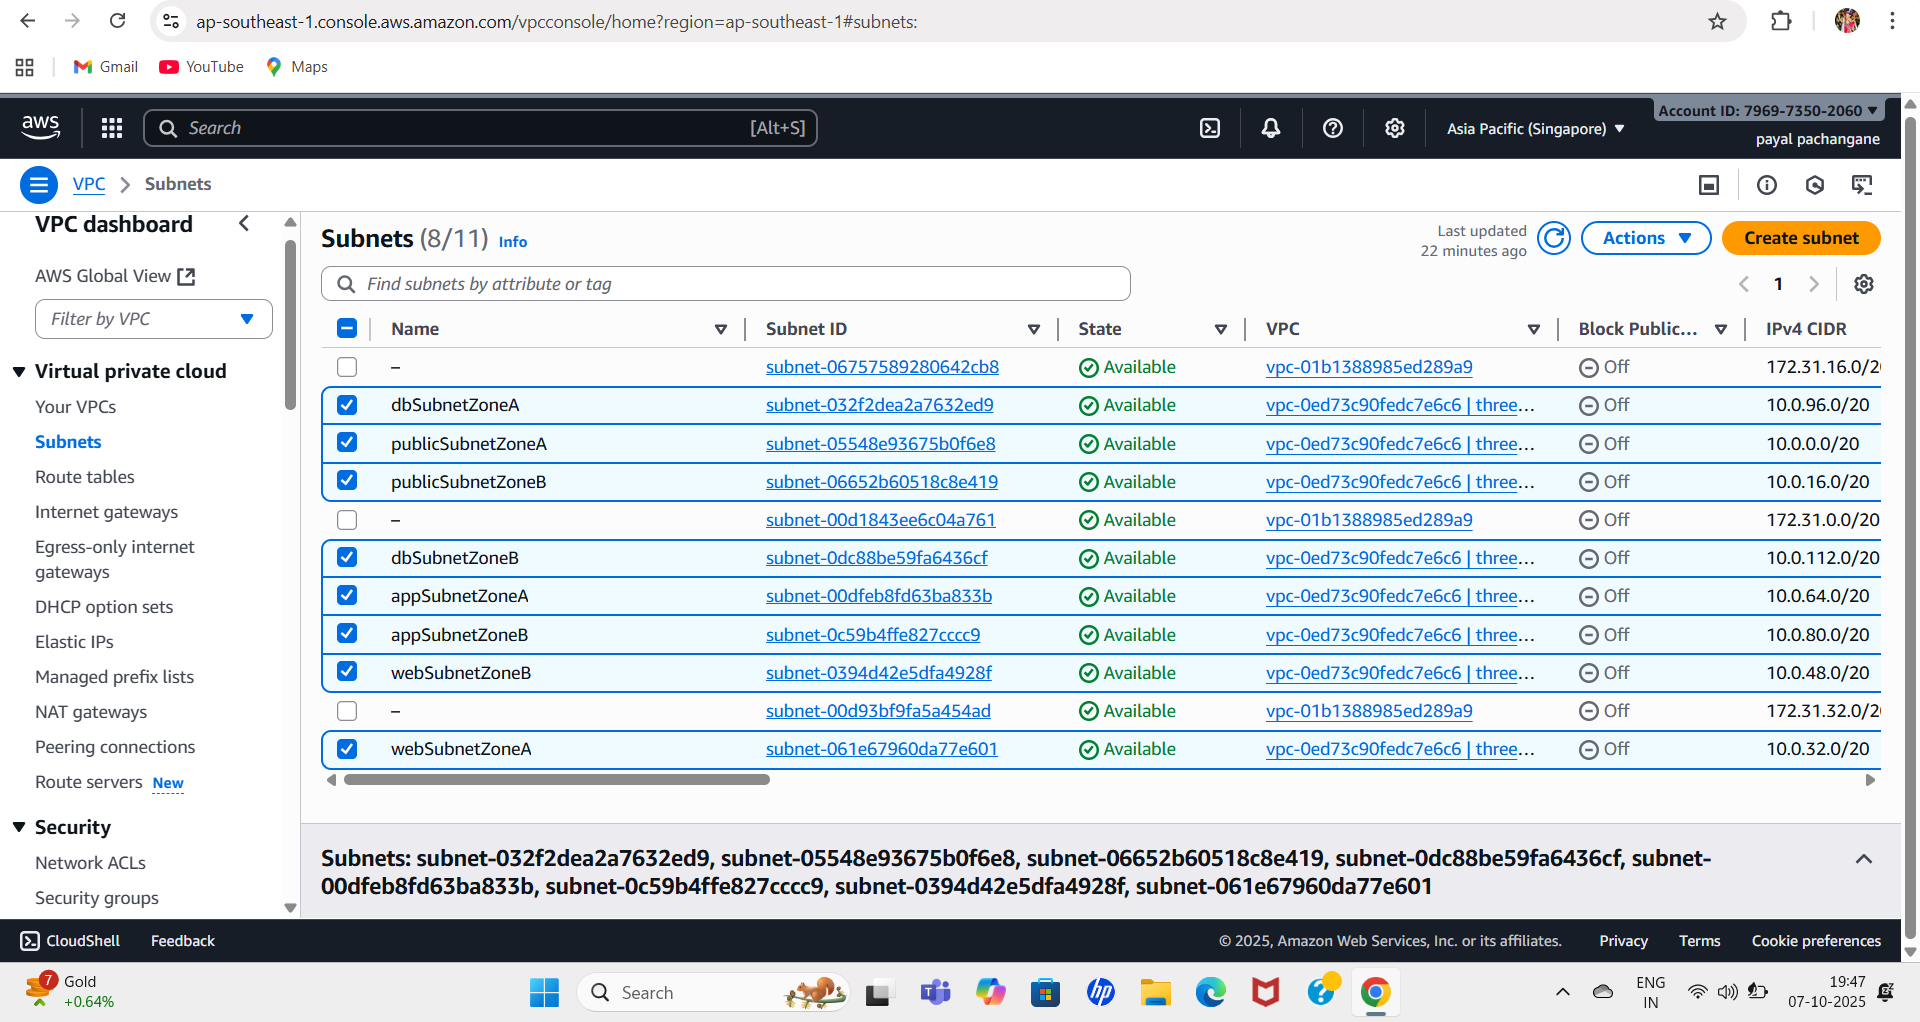 ap-southeast-1.console.aws.amazon.com/vpcconsole/home?region=ap-southeast-1#subnets:
Gmail YouTube Maps
aws Search [Alt+S] Asia Pacific (Singapore) Account ID: 7969-7350-2060
payal pachangane
VPC Subnets
VPC dashboard
AWS Global View
Filter by VPC
Virtual private cloud
Your VPCs
Subnets
Route tables
Internet gateways
Egress-only internet
gateways
DHCP option sets
Elastic IPs
Managed prefix lists
NAT gateways
Peering connections
Route servers New
Security
Network ACLs
Security groups
Subnets (8/11) Info
Last updated
22 minutes ago
Actions
Create subnet
Find subnets by attribute or tag
1
Name Subnet ID State VPC Block Public... IPv4 CIDR
– subnet-06757589280642cb8 Available vpc-01b1388985ed289a9 Off 172.31.16.0/20
dbSubnetZoneA subnet-032f2dea2a7632ed9 Available vpc-0ed73c90fedc7e6c6 | three... Off 10.0.96.0/20
publicSubnetZoneA subnet-05548e93675b0f6e8 Available vpc-0ed73c90fedc7e6c6 | three... Off 10.0.0.0/20
publicSubnetZoneB subnet-06652b60518c8e419 Available vpc-0ed73c90fedc7e6c6 | three... Off 10.0.16.0/20
– subnet-00d1843ee6c04a761 Available vpc-01b1388985ed289a9 Off 172.31.0.0/20
dbSubnetZoneB subnet-0dc88be59fa6436cf Available vpc-0ed73c90fedc7e6c6 | three... Off 10.0.112.0/20
appSubnetZoneA subnet-00dfeb8fd63ba833b Available vpc-0ed73c90fedc7e6c6 | three... Off 10.0.64.0/20
appSubnetZoneB subnet-0c59b4ffe827cccc9 Available vpc-0ed73c90fedc7e6c6 | three... Off 10.0.80.0/20
webSubnetZoneB subnet-0394d42e5dfa4928f Available vpc-0ed73c90fedc7e6c6 | three... Off 10.0.48.0/20
– subnet-00d93bf9fa5a454ad Available vpc-01b1388985ed289a9 Off 172.31.32.0/20
webSubnetZoneA subnet-061e67960da77e601 Available vpc-0ed73c90fedc7e6c6 | three... Off 10.0.32.0/20
Subnets: subnet-032f2dea2a7632ed9, subnet-05548e93675b0f6e8, subnet-06652b60518c8e419, subnet-0dc88be59fa6436cf, subnet-
00dfeb8fd63ba833b, subnet-0c59b4ffe827cccc9, subnet-0394d42e5dfa4928f, subnet-061e67960da77e601
CloudShell Feedback © 2025, Amazon Web Services, Inc. or its affiliates. Privacy Terms Cookie preferences
7 Gold
+0.64%
Search
ENG
IN
19:47
07-10-2025